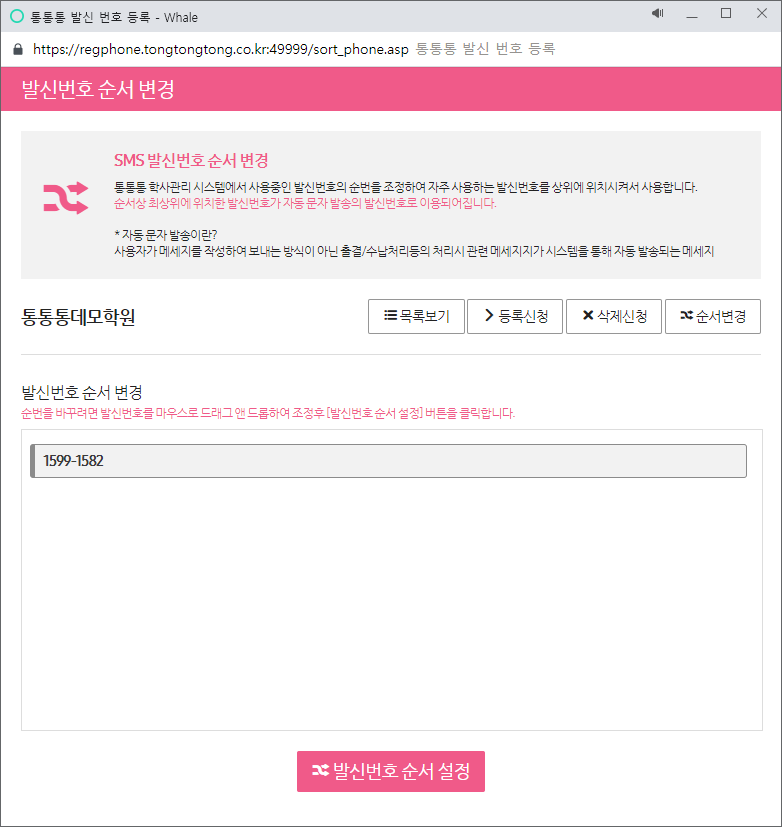 통통통 발신 번호 등록 - Whale
https://regphone.tongtongtong.co.kr:49999/sort_phone.asp 통통통 발신 번호 등록
발신번호 순서 변경
SMS 발신번호 순서 변경
통통통 학사관리 시스템에서 사용중인 발신번호의 순번을 조정하여 자주 사용하는 발신번호를 상위에 위치시켜서 사용합니다.
순서상 최상위에 위치한 발신번호가 자동 문자 발송의 발신번호로 이용되어집니다.
* 자동 문자 발송이란?
사용자가 메세지를 작성하여 보내는 방식이 아닌 출결/수납처리등의 처리시 관련 메세지지가 시스템을 통해 자동 발송되는 메세지
통통통데모학원
목록보기 등록신청 삭제신청 순서변경
발신번호 순서 변경
순번을 바꾸려면 발신번호를 마우스로 드래그 앤 드롭하여 조정후 [발신번호 순서 설정] 버튼을 클릭합니다.
1599-1582
발신번호 순서 설정